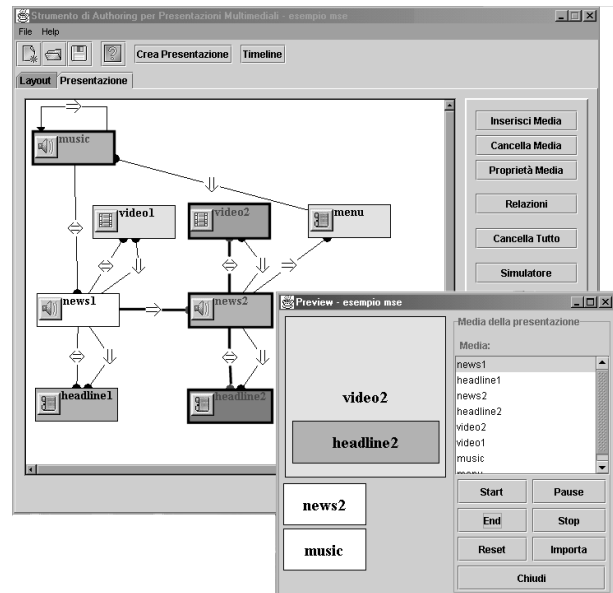 Strumento di Authoring per Presentazioni Multimediali - esempio mse
File Help
Crea Presentazione Timeline
Layout Presentazione
music
video1 video2 menu
news1 news2
headline1 headline2
Inserisci Media
Cancella Media
Proprietà Media
Relazioni
Cancella Tutto
Simulatore
Preview - esempio mse
video2
headline2
news2
music
Media della presentazione
Media:
news1
headline1
news2
headline2
video2
video1
music
menu
Start Pause
End Stop
Reset Importa
Chiudi